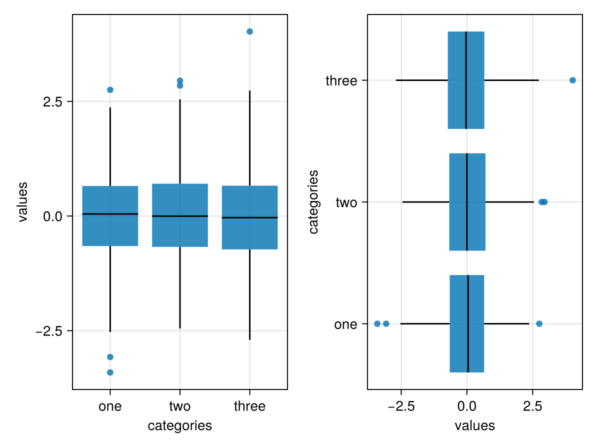 values
2.5
0.0
−2.5
one two three
categories
categories
three
two
one
−2.5 0.0 2.5
values